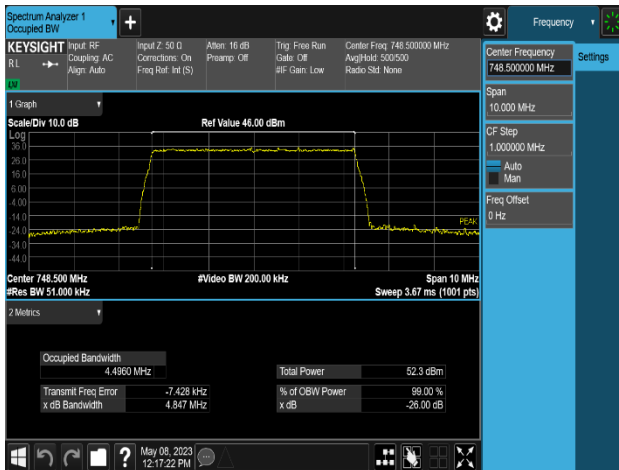 Spectrum Analyzer 1
Occupied BW
Frequency
KEYSIGHT
R L
Input: RF
Coupling: AC
Align: Auto
Input Z: 50 Ω
Corrections: On
Freq Ref: Int (S)
Atten: 16 dB
Preamp: Off
Trig: Free Run
Gate: Off
#IF Gain: Low
Center Freq: 748.500000 MHz
Avg|Hold: 500/500
Radio Std: None
Center Frequency
748.500000 MHz
Settings
Span
10.000 MHz
CF Step
1.000000 MHz
Auto
Man
Freq Offset
0 Hz
1 Graph
Scale/Div 10.0 dB
Ref Value 46.00 dBm
Log
36.0
26.0
16.0
6.00
-4.00
-14.0
-24.0
-34.0
-44.0
PEAK
Center 748.500 MHz
#Video BW 200.00 kHz
Span 10 MHz
#Res BW 51.000 kHz
Sweep 3.67 ms (1001 pts)
2 Metrics
Occupied Bandwidth
4.4960 MHz
Total Power 52.3 dBm
Transmit Freq Error -7.428 kHz
% of OBW Power 99.00 %
x dB Bandwidth 4.847 MHz
x dB -26.00 dB
?
May 08, 2023
12:17:22 PM